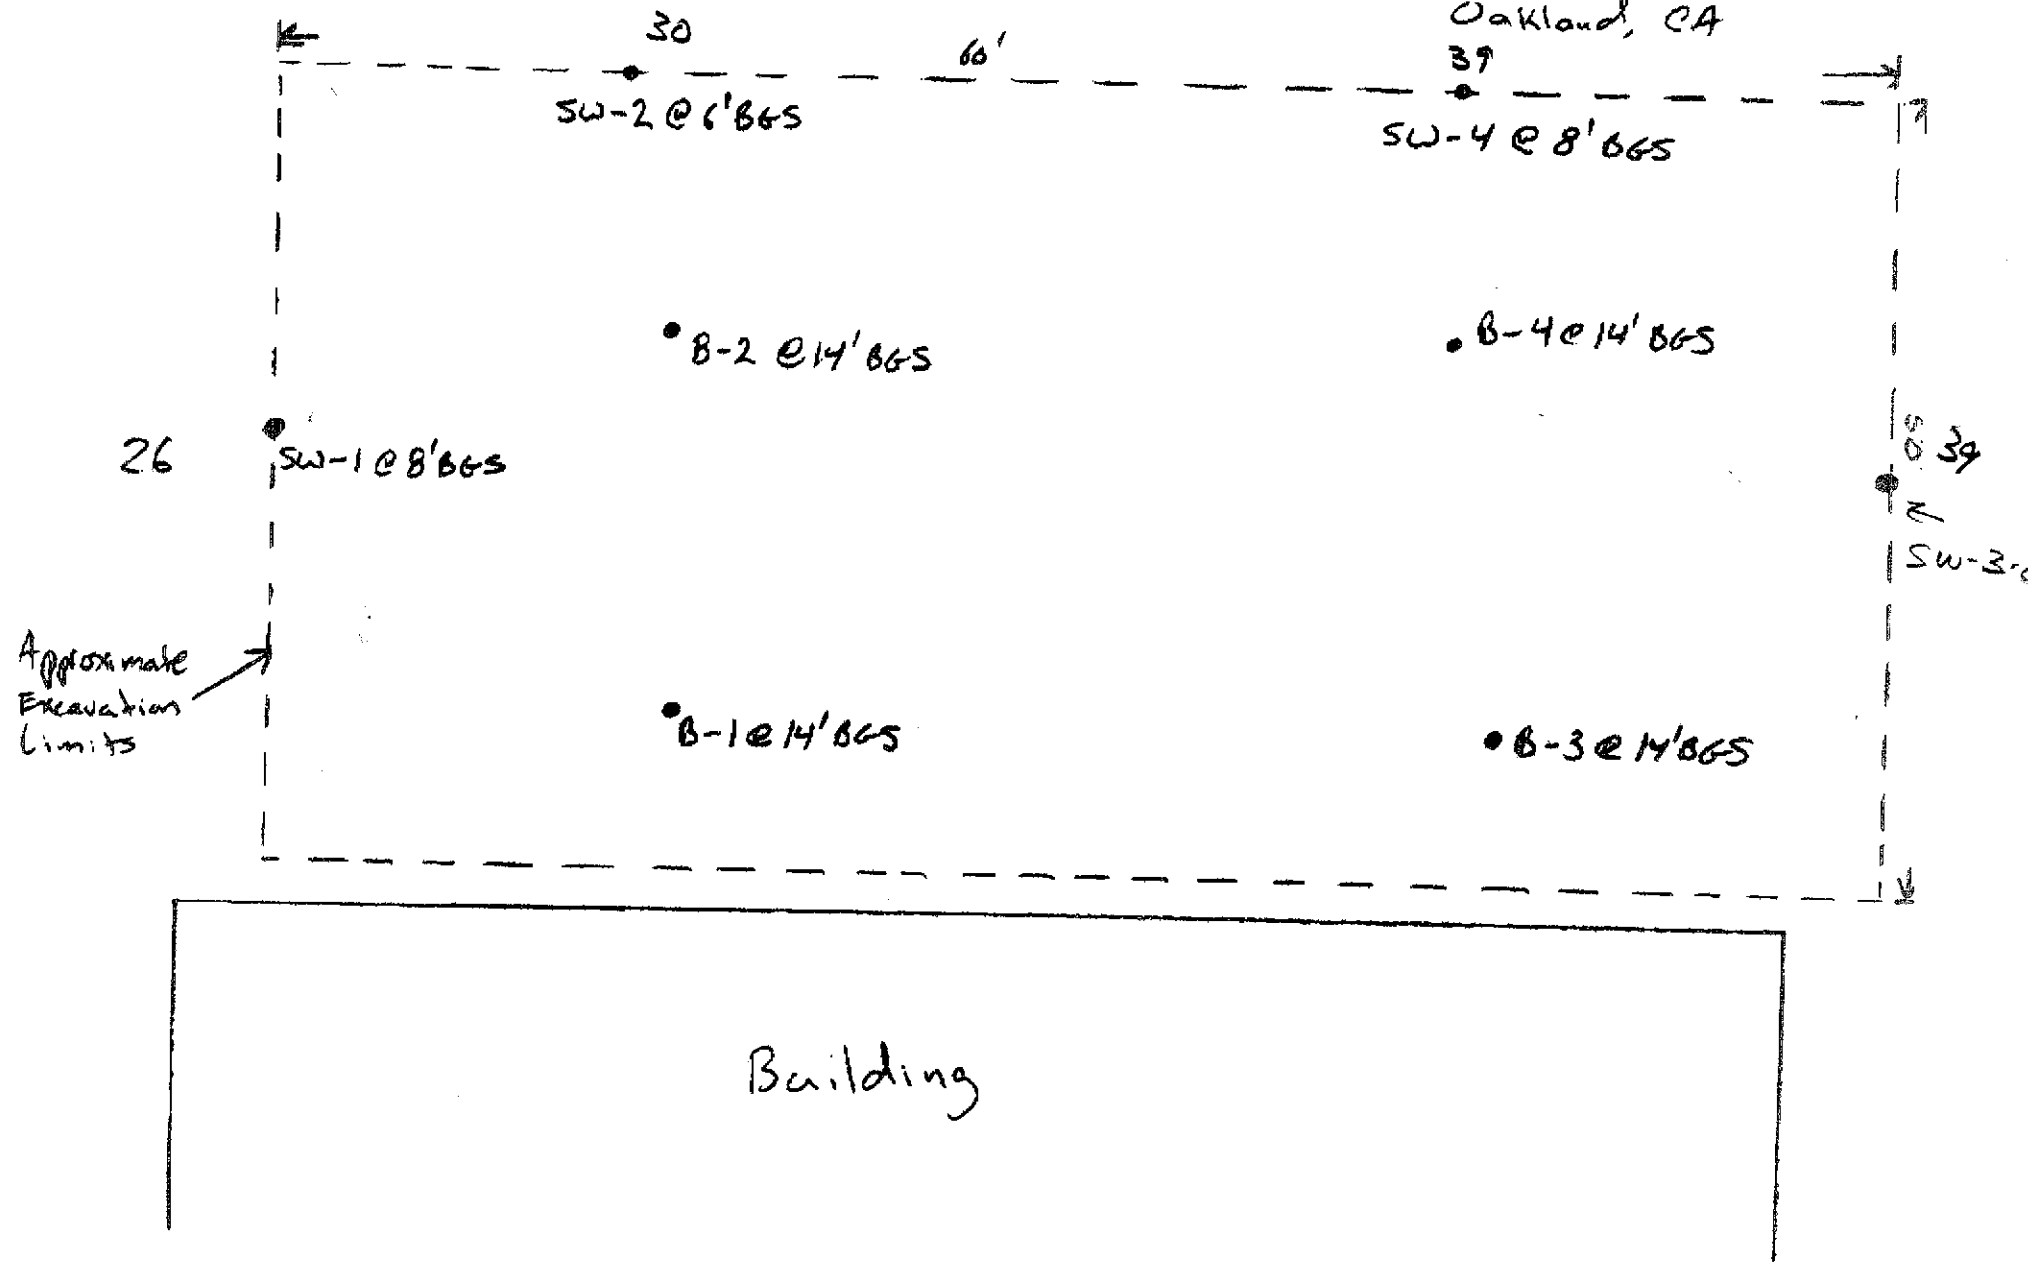 Oakland, CA
30
60'
39
SW-2 @ 6' BGS
SW-4 @ 8' BGS
B-2 @ 14' BGS
B-4 @ 14' BGS
26
SW-1 @ 8' BGS
39
SW-3
Approximate
Excavation
Limits
B-1 @ 14' BGS
B-3 @ 14' BGS
Building